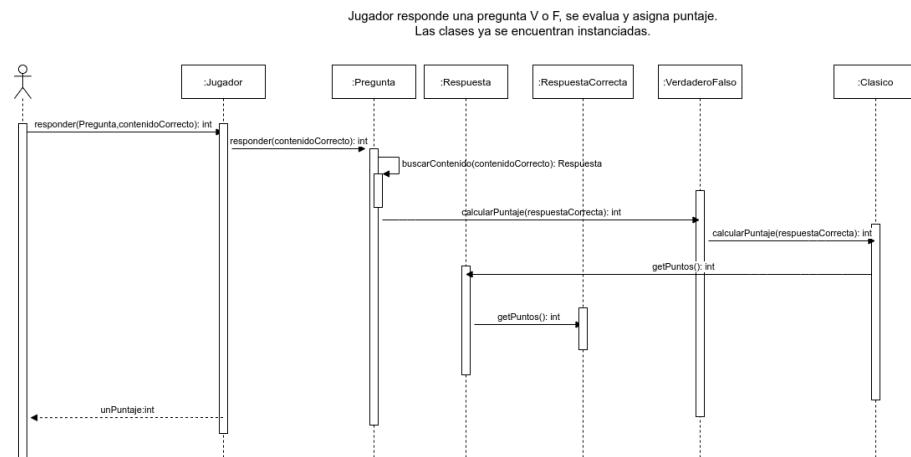 Jugador responde una pregunta V o F, se evalua y asigna puntaje.
Las clases ya se encuentran instanciadas.
:Jugador
:Pregunta
:Respuesta
:RespuestaCorrecta
:VerdaderoFalso
:Clasico
responder(Pregunta,contenidoCorrecto): int
responder(contenidoCorrecto): int
buscarContenido(contenidoCorrecto): Respuesta
calcularPuntaje(respuestaCorrecta): int
calcularPuntaje(respuestaCorrecta): int
getPuntos(): int
getPuntos(): int
unPuntaje:int